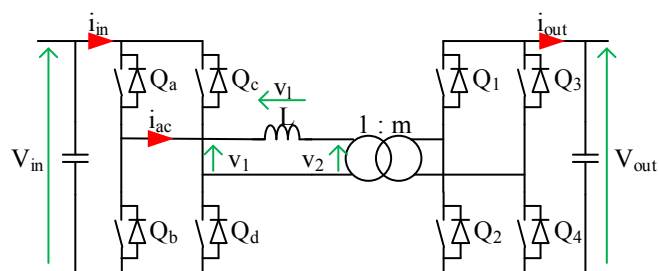 i_in
i_out
Q_a
Q_c
v_l
L
1 : m
Q_1
Q_3
i_ac
V_in
v_1
v_2
V_out
Q_b
Q_d
Q_2
Q_4